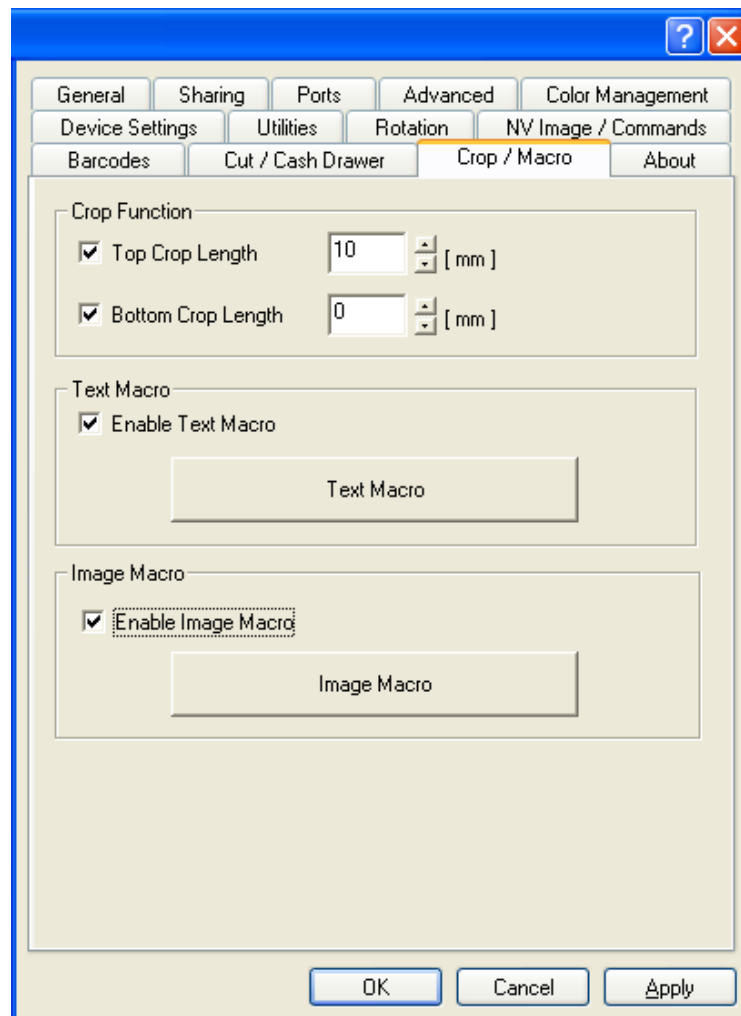 ?
General Sharing Ports Advanced Color Management
Device Settings Utilities Rotation NV Image / Commands
Barcodes Cut / Cash Drawer Crop / Macro About
Crop Function
Top Crop Length 10 [ mm ]
Bottom Crop Length 0 [ mm ]
Text Macro
Enable Text Macro
Text Macro
Image Macro
Enable Image Macro
Image Macro
OK Cancel Apply